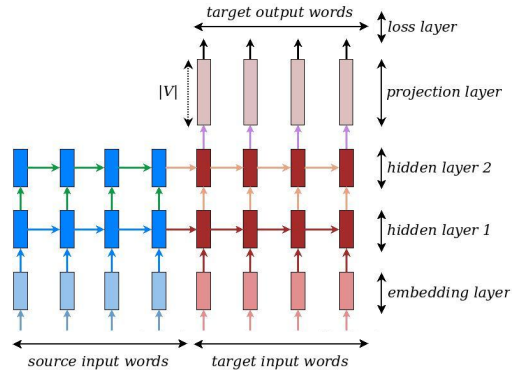 target output words
loss layer
|V|
projection layer
hidden layer 2
hidden layer 1
embedding layer
source input words
target input words